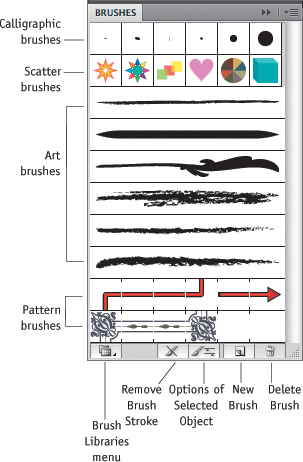 BRUSHES
Calligraphic
brushes
Scatter
brushes
Art
brushes
Pattern
brushes
Brush
Libraries
menu
Remove
Brush
Stroke
Options of
Selected
Object
New
Brush
Delete
Brush